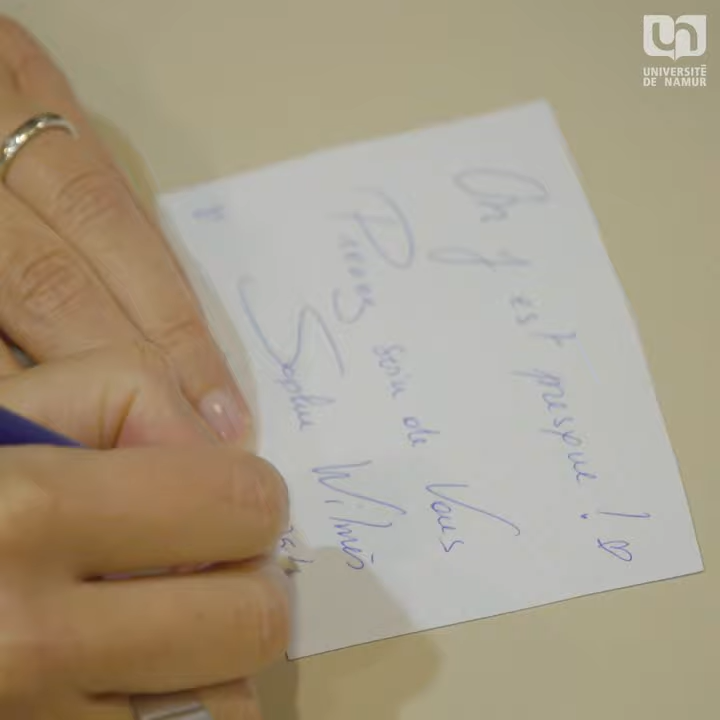 On y est presque ! ♡
Prenez soin de Vous
Sophie Wilmès
UNIVERSITÉ
DE NAMUR